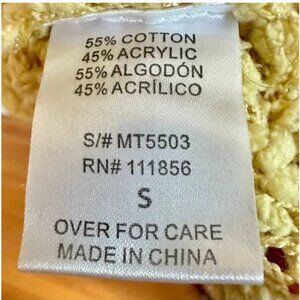 55% COTTON
45% ACRYLIC
55% ALGODÓN
45% ACRÍLICO
S/# MT5503
RN# 111856
S
OVER FOR CARE
MADE IN CHINA